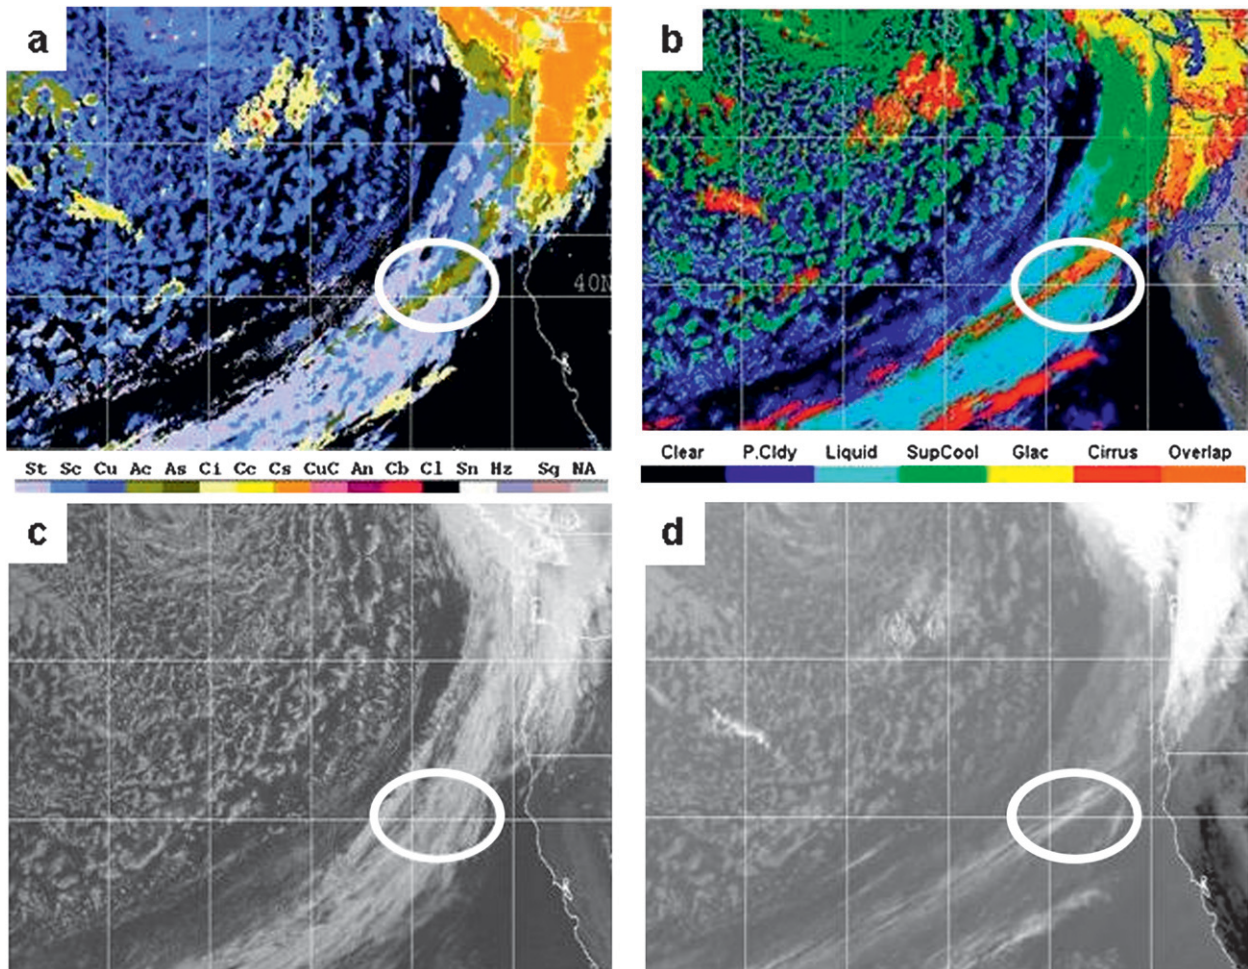 a
b
40N
St Sc Cu Ac As Ci Cc Cs CuC An Cb Cl Sn Hz Sg NA
Clear P.Cldy Liquid SupCool Glac Cirrus Overlap
c
d